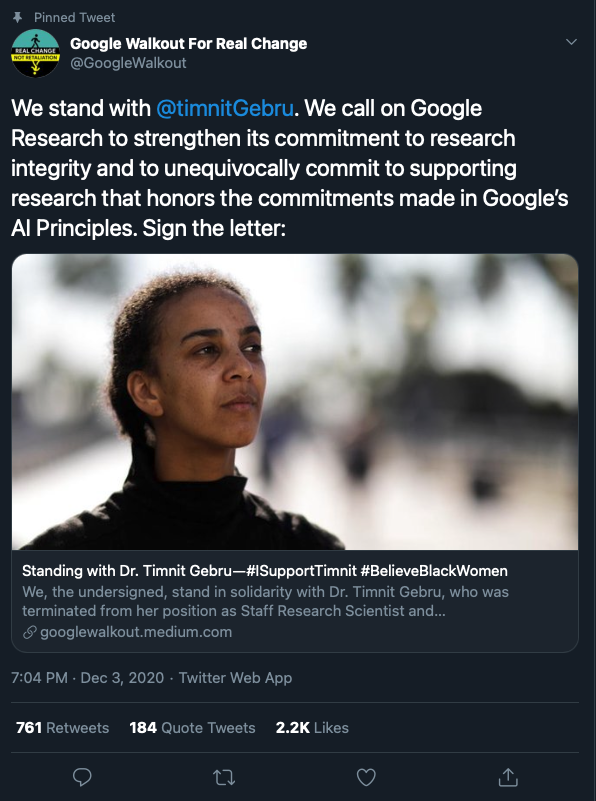 Pinned Tweet
Google Walkout For Real Change
@GoogleWalkout
REAL CHANGE
NOT RETALIATION
We stand with @timnitGebru. We call on Google
Research to strengthen its commitment to research
integrity and to unequivocally commit to supporting
research that honors the commitments made in Google’s
AI Principles. Sign the letter:
Standing with Dr. Timnit Gebru—#ISupportTimnit #BelieveBlackWomen
We, the undersigned, stand in solidarity with Dr. Timnit Gebru, who was
terminated from her position as Staff Research Scientist and...
googlewalkout.medium.com
7:04 PM · Dec 3, 2020 · Twitter Web App
761 Retweets 184 Quote Tweets 2.2K Likes